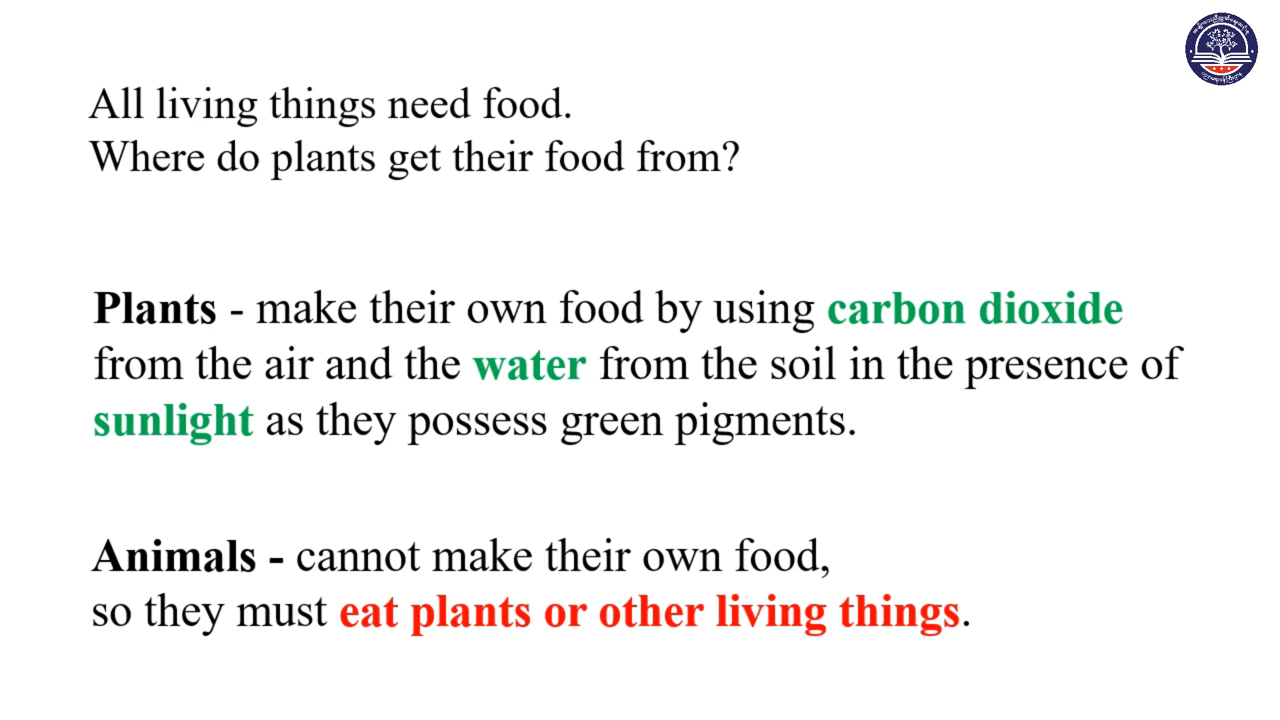 All living things need food.
Where do plants get their food from?
Plants - make their own food by using carbon dioxide
from the air and the water from the soil in the presence of
sunlight as they possess green pigments.
Animals - cannot make their own food,
so they must eat plants or other living things.